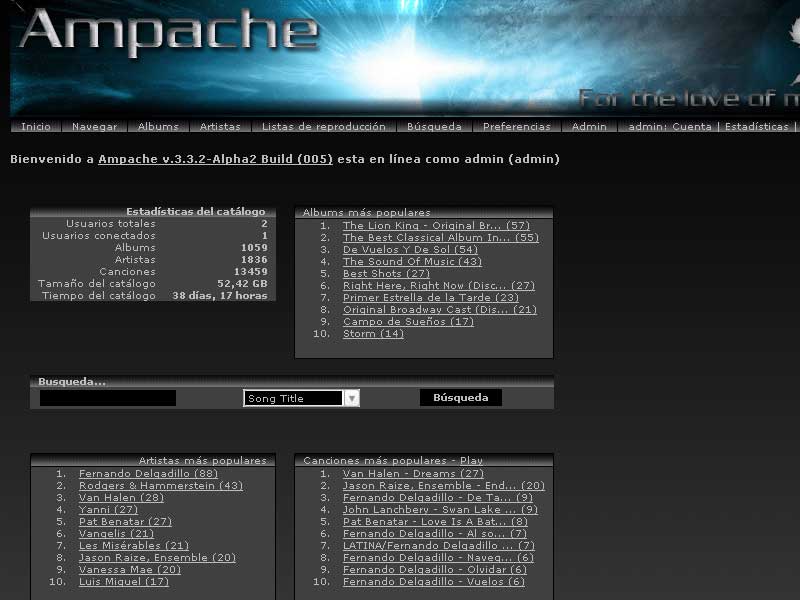 Ampache
For the love of m
Inicio Navegar Albums Artistas Listas de reproducción Búsqueda Preferencias Admin admin: Cuenta | Estadísticas |
Bienvenido a Ampache v.3.3.2-Alpha2 Build (005) esta en línea como admin (admin)
Estadísticas del catálogo
Usuarios totales 2
Usuarios conectados 1
Albums 1059
Artistas 1836
Canciones 13459
Tamaño del catálogo 52,42 GB
Tiempo del catálogo 38 días, 17 horas
Albums más populares
1. The Lion King - Original Br... (57)
2. The Best Classical Album In... (55)
3. De Vuelos Y De Sol (54)
4. The Sound Of Music (43)
5. Best Shots (27)
6. Right Here, Right Now (Disc... (27)
7. Primer Estrella de la Tarde (23)
8. Original Broadway Cast (Dis... (21)
9. Campo de Sueños (17)
10. Storm (14)
Busqueda...
Song Title Búsqueda
Artistas más populares
1. Fernando Delgadillo (88)
2. Rodgers & Hammerstein (43)
3. Van Halen (28)
4. Yanni (27)
5. Pat Benatar (27)
6. Vangelis (21)
7. Les Misérables (21)
8. Jason Raize, Ensemble (20)
9. Vanessa Mae (20)
10. Luis Miguel (17)
Canciones más populares - Play
1. Van Halen - Dreams (27)
2. Jason Raize, Ensemble - End... (20)
3. Fernando Delgadillo - De Ta... (9)
4. John Lanchbery - Swan Lake ... (9)
5. Pat Benatar - Love Is A Bat... (8)
6. Fernando Delgadillo - Al so... (7)
7. LATINA/Fernando Delgadillo ... (7)
8. Fernando Delgadillo - Naveg... (6)
9. Fernando Delgadillo - Olvidar (6)
10. Fernando Delgadillo - Vuelos (6)